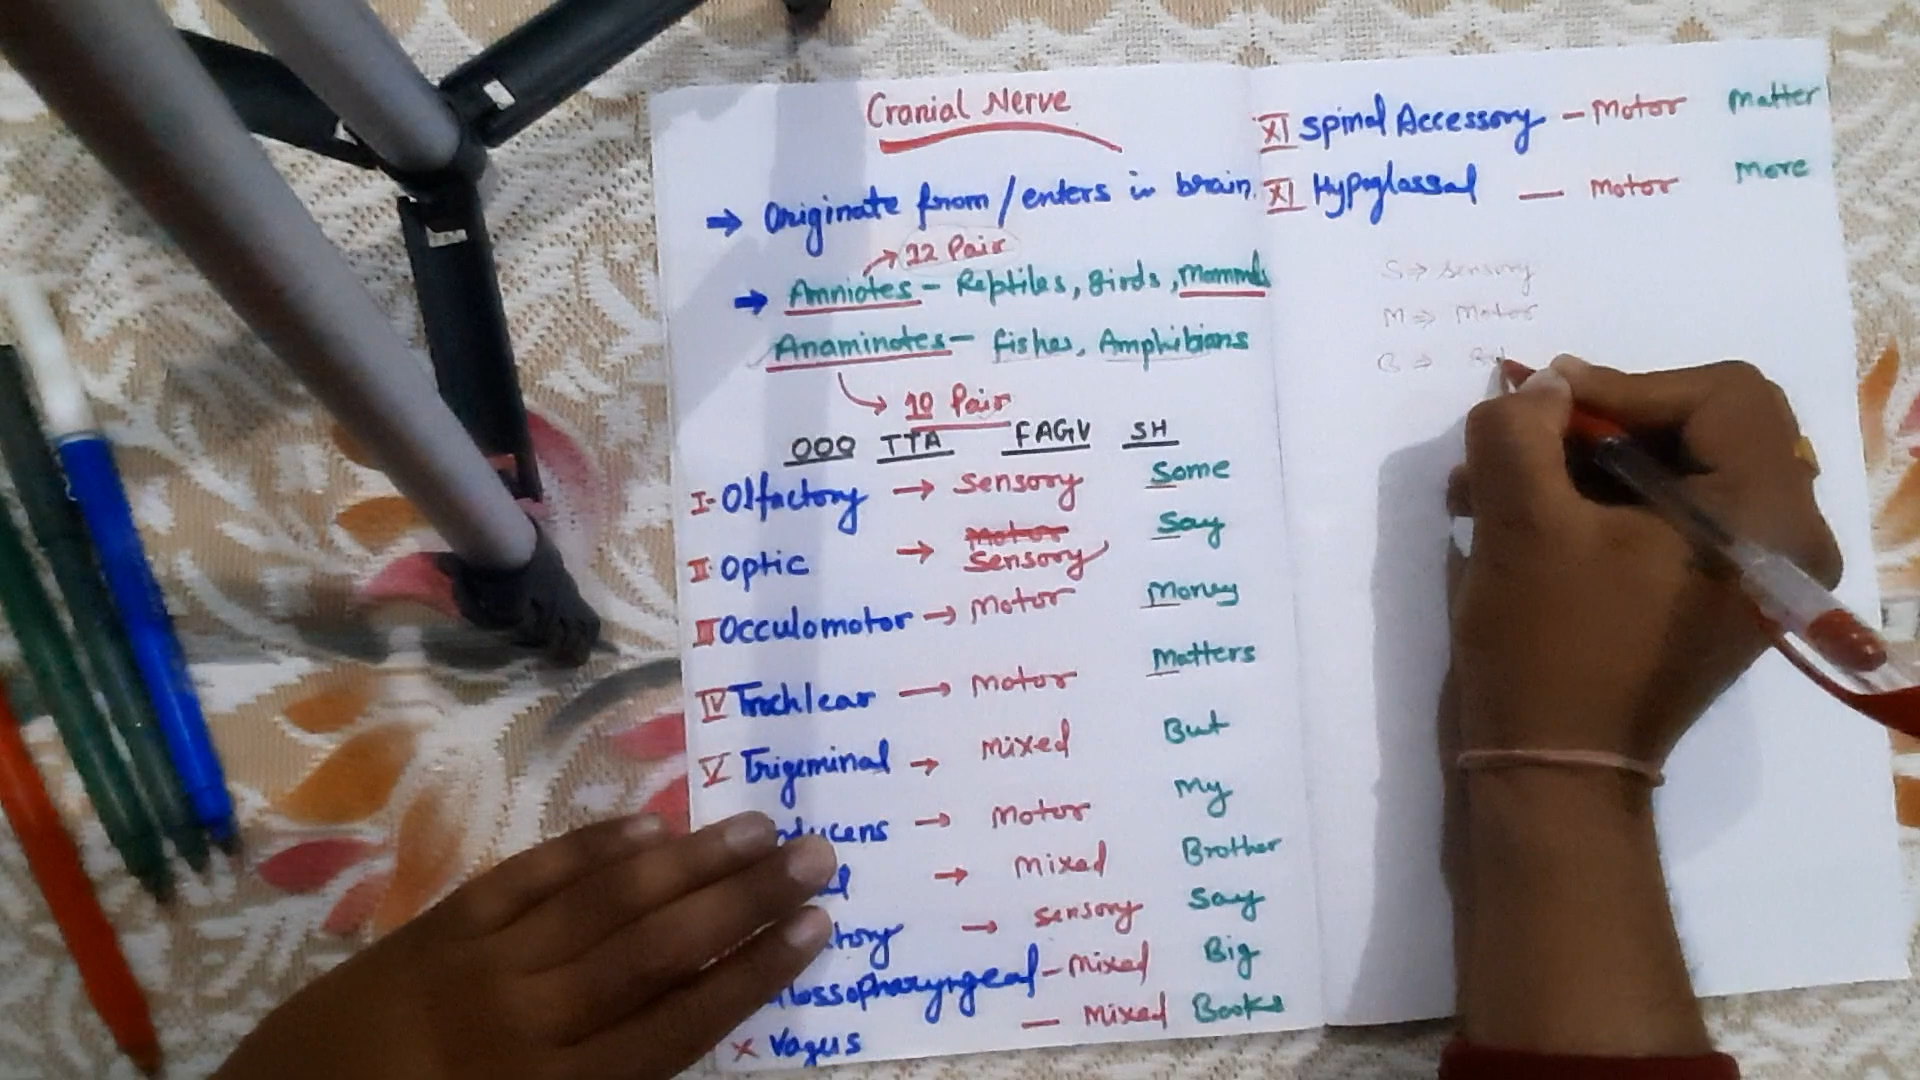 Cranial Nerve
⇒ Originate from / enters in brain.
→ 12 Pair
→ Amniotes - Reptiles, Birds, Mammals
Anaminotes - fishes, Amphibians
→ 10 Pair
OOO TTA FAGV SH
I- Olfactory → Sensory Some
II Optic → Motor Sensory Say
III Occulomotor → Motor Money
IV Trochlear → Motor Matters
V Trigeminal → Mixed But
ducens → Motor My
→ Mixed Brother
tory → Sensory Say
lossopharyngeal - Mixed Big
X Vagus — Mixed Books
XI Spinal Accessory - Motor Matter
XI Hypoglassal — Motor More
S ⇒ Sensory
M ⇒ Motor
B ⇒